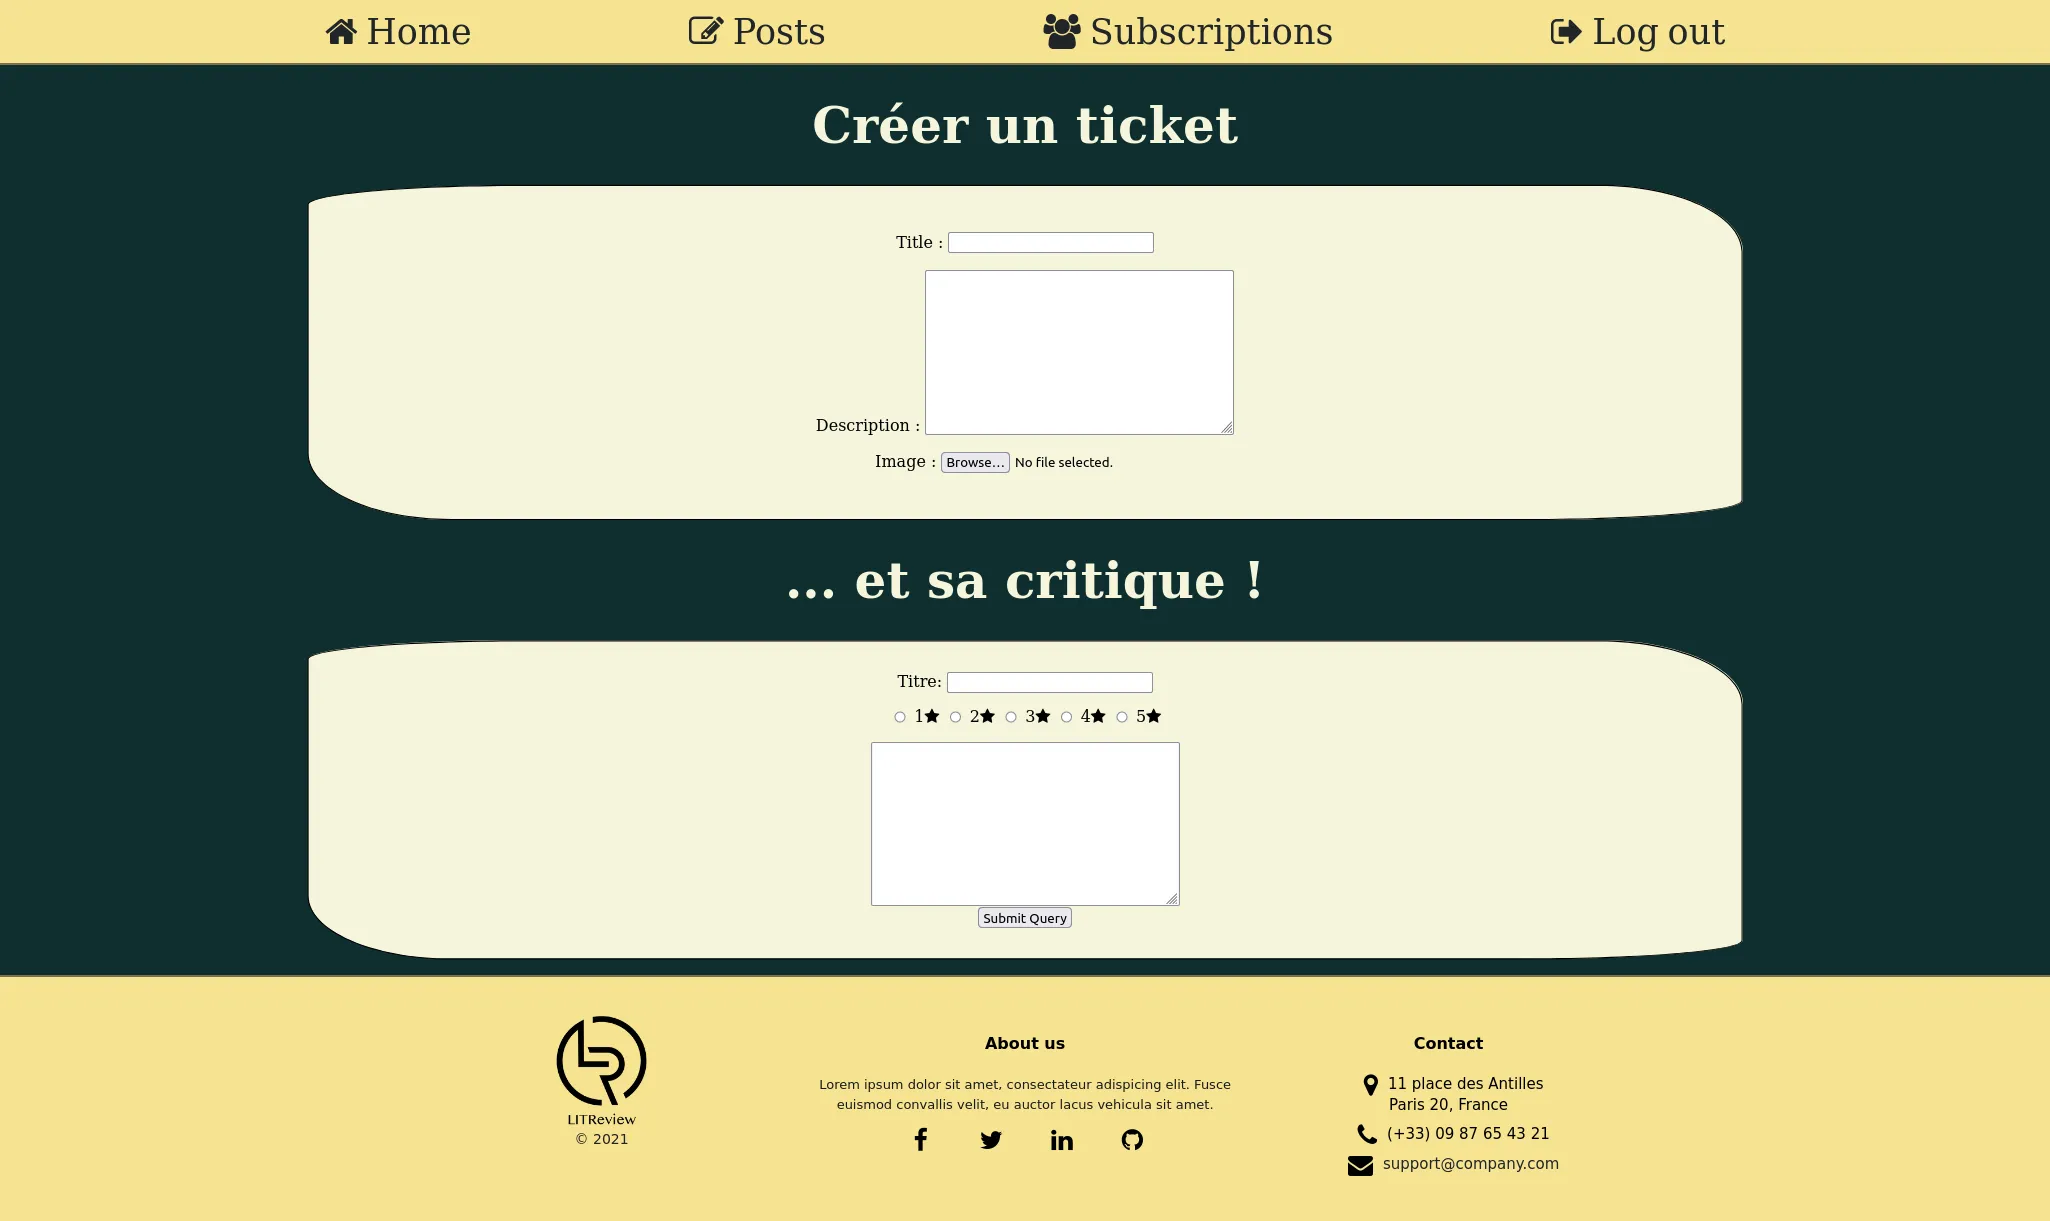 Home Posts Subscriptions Log out
Créer un ticket
Title :
Description :
Image : Browse... No file selected.
... et sa critique !
Titre:
1★ 2★ 3★ 4★ 5★
Submit Query
LITReview
© 2021
About us
Lorem ipsum dolor sit amet, consectateur adispicing elit. Fusce
euismod convallis velit, eu auctor lacus vehicula sit amet.
Contact
11 place des Antilles
Paris 20, France
(+33) 09 87 65 43 21
support@company.com